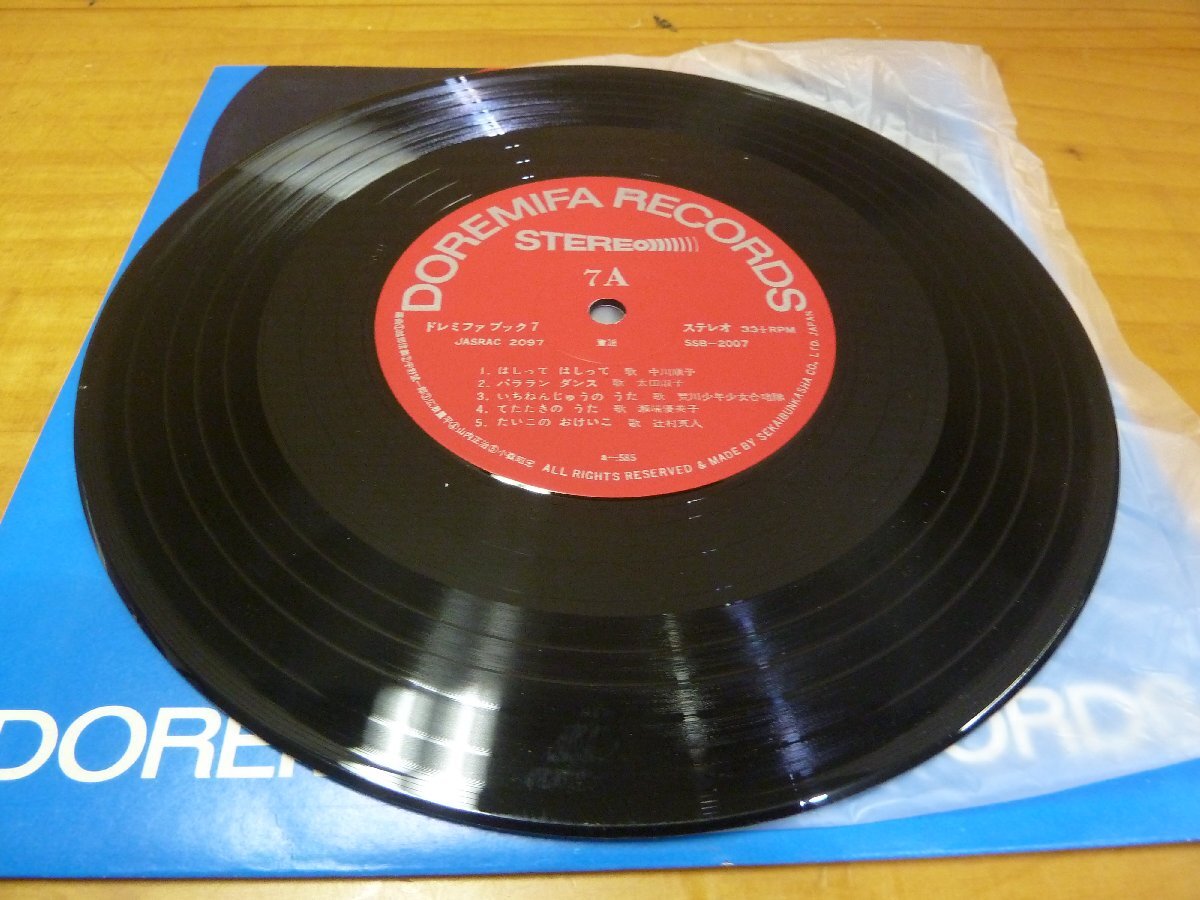 DOREMIFA RECORDS
STEREO
7A
ドレミファ ブック 7
ステレオ 33⅓RPM
JASRAC 2097
童謡
SSB-2007
1. はしって はしって 歌 中川順子
2. パララン ダンス 歌 太田淑子
3. いちねんじゅうの うた 歌 荒川少年少女合唱隊
4. てたたきの うた 歌
5. たいこの おけいこ 歌 辻村真人
a-585
ALL RIGHTS RESERVED & MADE BY SEKAIBUNKASHA CO., LTD. JAPAN